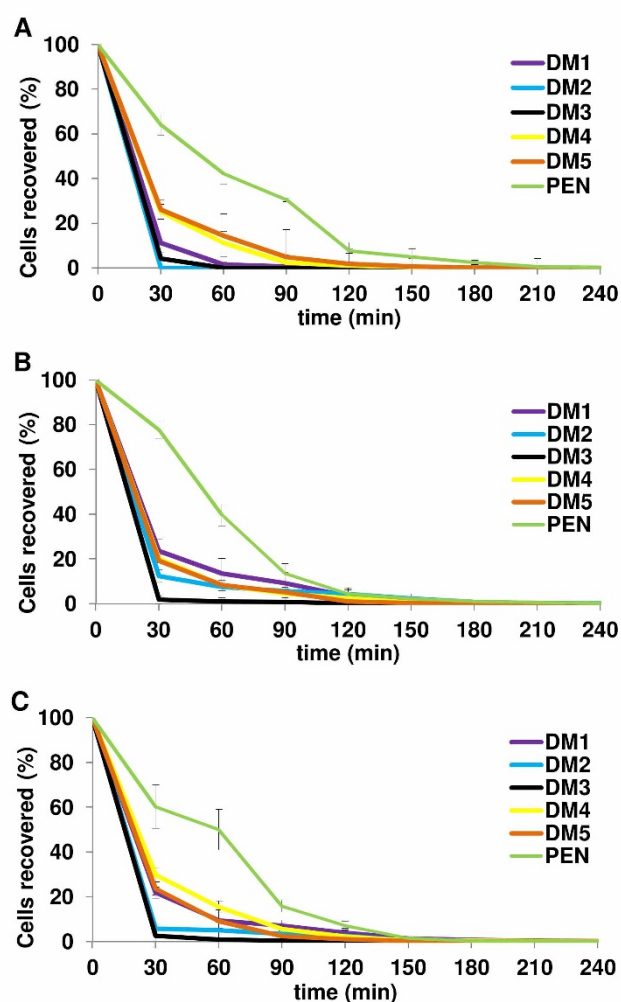 A
100
80
60
40
20
0
Cells recovered (%)
DM1
DM2
DM3
DM4
DM5
PEN
0 30 60 90 120 150 180 210 240
time (min)
B
100
80
60
40
20
0
Cells recovered (%)
DM1
DM2
DM3
DM4
DM5
PEN
0 30 60 90 120 150 180 210 240
time (min)
C
100
80
60
40
20
0
Cells recovered (%)
DM1
DM2
DM3
DM4
DM5
PEN
0 30 60 90 120 150 180 210 240
time (min)